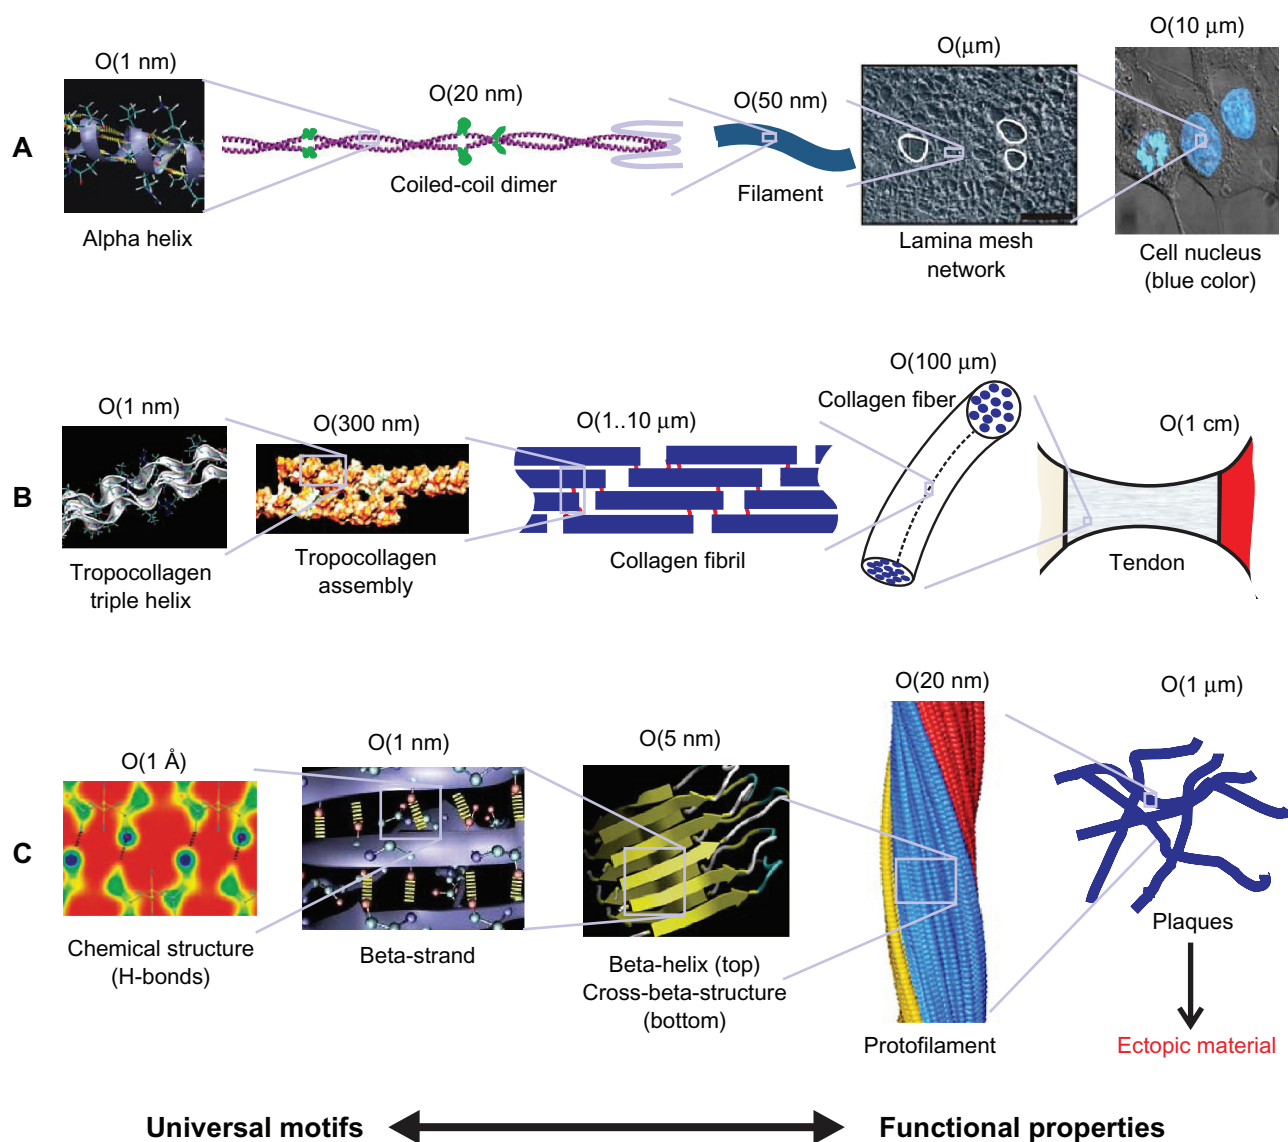 A
O(1 nm)
Alpha helix
O(20 nm)
Coiled-coil dimer
O(50 nm)
Filament
O(μm)
Lamina mesh
network
O(10 μm)
Cell nucleus
(blue color)
B
O(1 nm)
Tropocollagen
triple helix
O(300 nm)
Tropocollagen
assembly
O(1..10 μm)
Collagen fibril
O(100 μm)
Collagen fiber
O(1 cm)
Tendon
C
O(1 Å)
Chemical structure
(H-bonds)
O(1 nm)
Beta-strand
O(5 nm)
Beta-helix (top)
Cross-beta-structure
(bottom)
O(20 nm)
Protofilament
O(1 μm)
Plaques
Ectopic material
Universal motifs
Functional properties